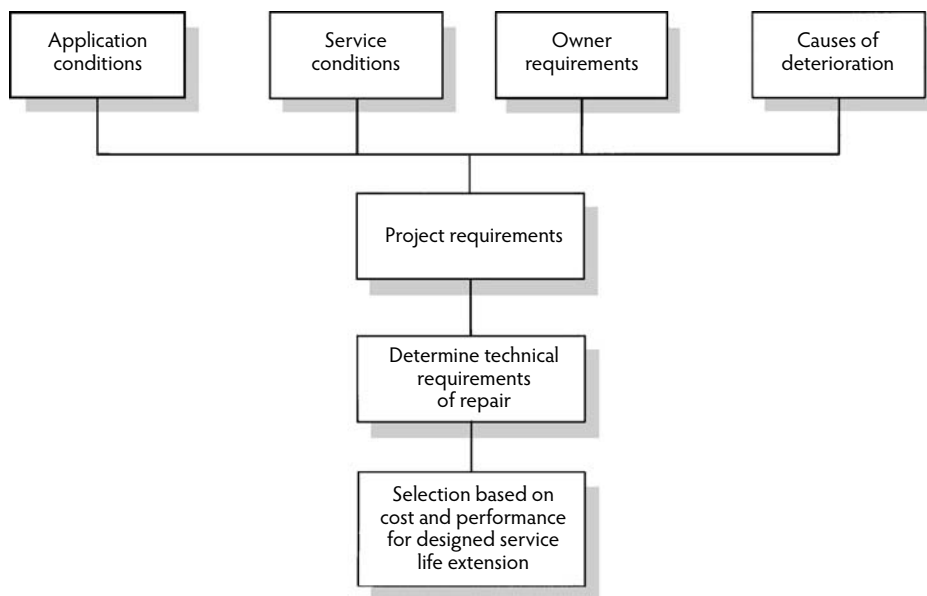 Application
conditions
Service
conditions
Owner
requirements
Causes of
deterioration
Project requirements
Determine technical
requirements
of repair
Selection based on
cost and performance
for designed service
life extension